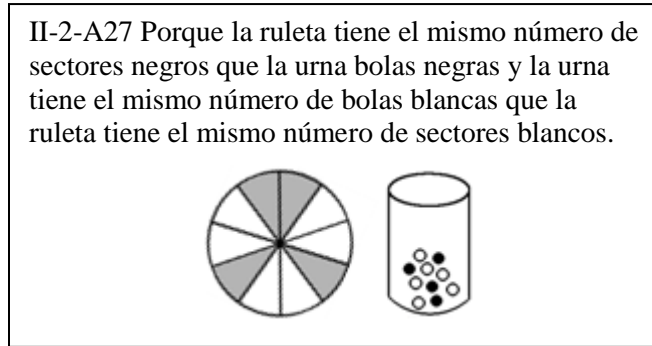 II-2-A27 Porque la ruleta tiene el mismo número de
sectores negros que la urna bolas negras y la urna
tiene el mismo número de bolas blancas que la
ruleta tiene el mismo número de sectores blancos.